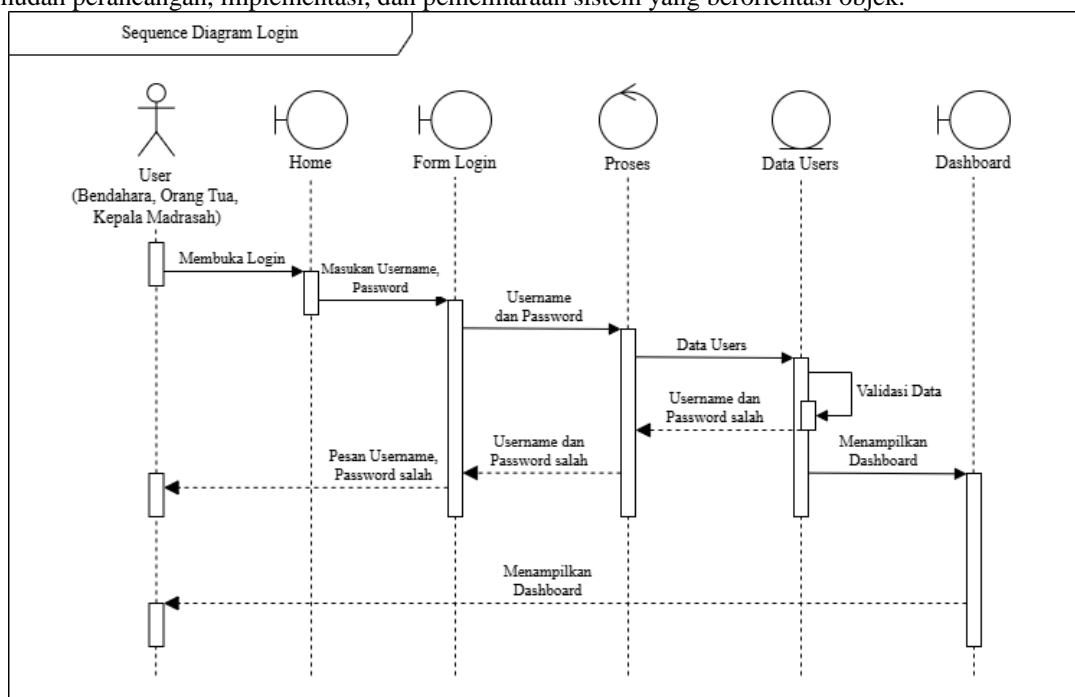 perancangan, implementasi, dan pemeliharaan sistem yang berorientasi objek.
Sequence Diagram Login
User
(Bendahara, Orang Tua,
Kepala Madrasah)
Home
Form Login
Proses
Data Users
Dashboard
Membuka Login
Masukan Username,
Password
Username
dan Password
Data Users
Validasi Data
Username dan
Password salah
Username dan
Password salah
Pesan Username,
Password salah
Menampilkan
Dashboard
Menampilkan
Dashboard